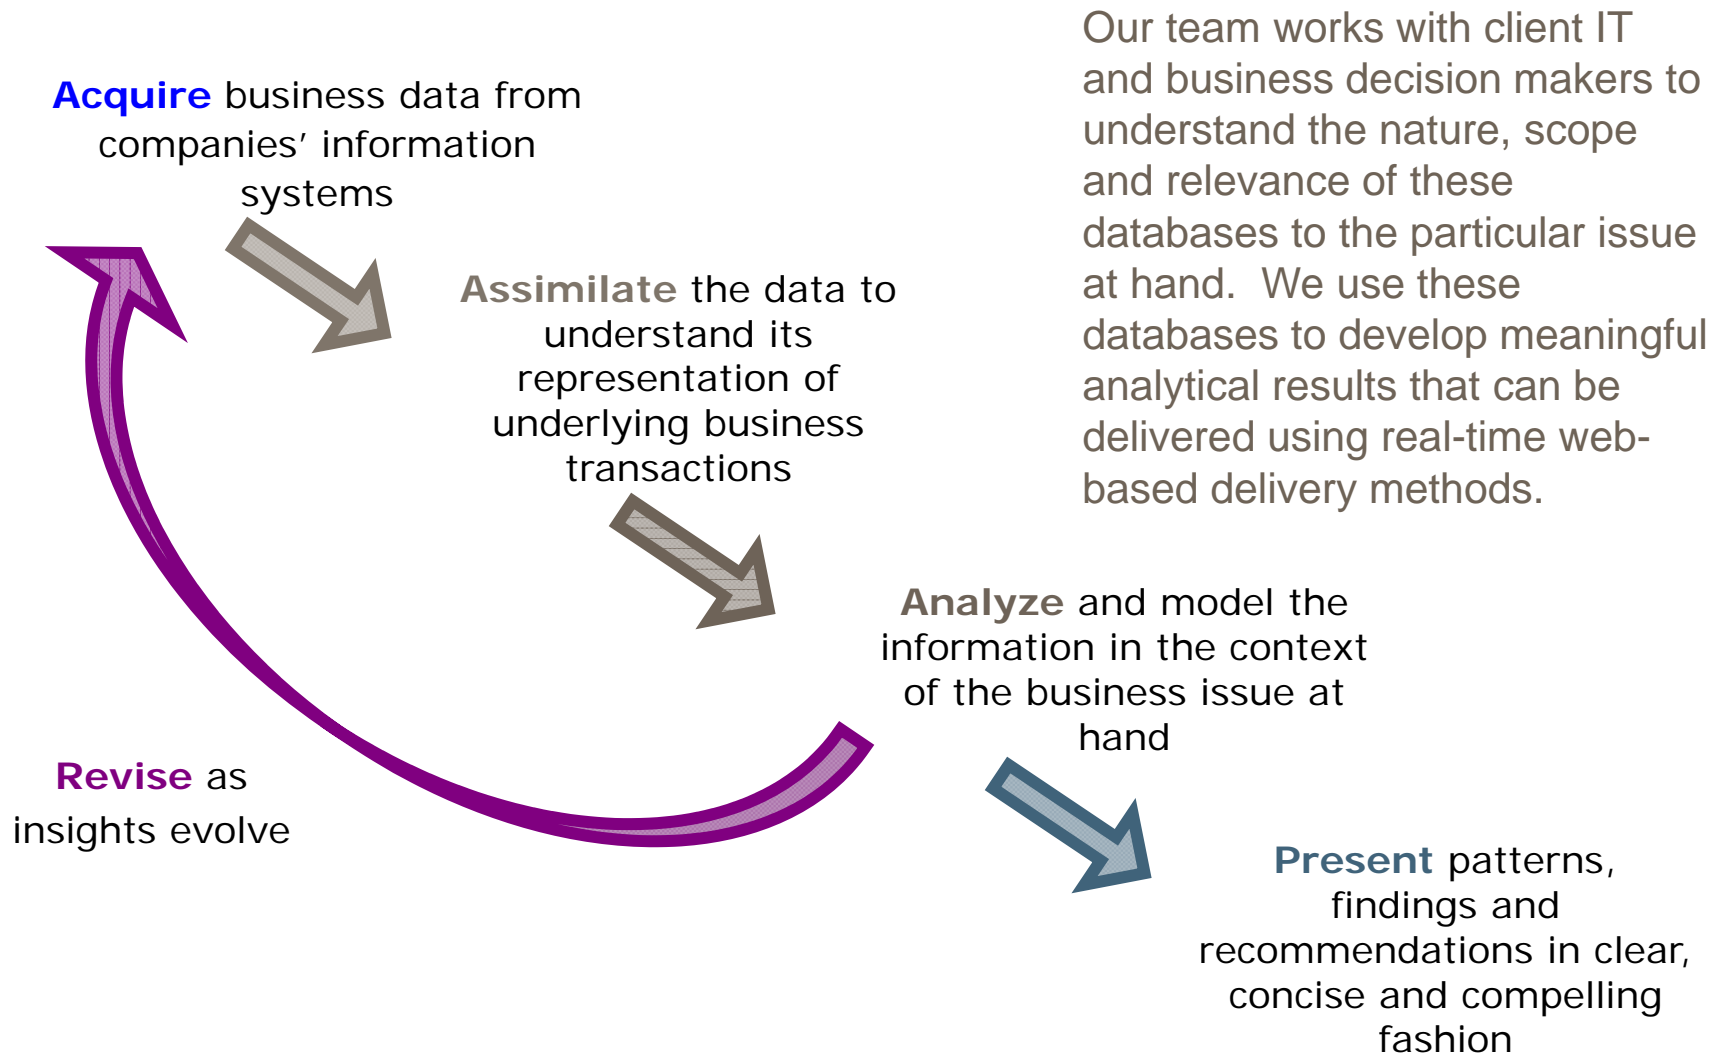 Acquire business data from
companies’ information
systems
Our team works with client IT
and business decision makers to
understand the nature, scope
and relevance of these
databases to the particular issue
at hand.  We use these
databases to develop meaningful
analytical results that can be
delivered using real-time web-
based delivery methods.
Assimilate the data to
understand its
representation of
underlying business
transactions
Analyze and model the
information in the context
of the business issue at
hand
Revise as
insights evolve
Present patterns,
findings and
recommendations in clear,
concise and compelling
fashion